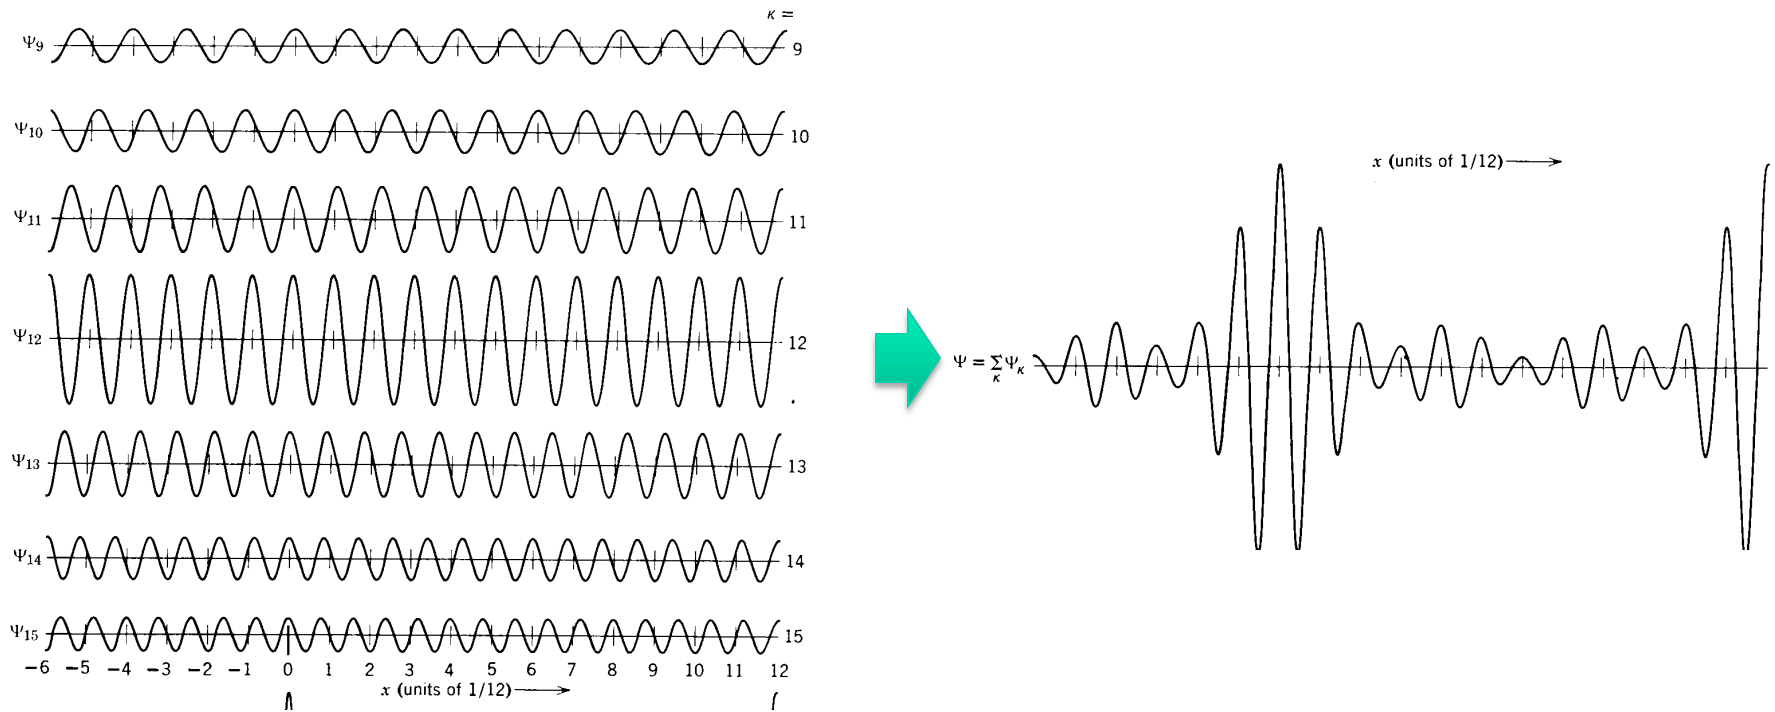 κ =
Ψ9 9
Ψ10 10
Ψ11 11
Ψ12 12
Ψ13 13
Ψ14 14
Ψ15 15
−6 −5 −4 −3 −2 −1 0 1 2 3 4 5 6 7 8 9 10 11 12
x (units of 1/12)
x (units of 1/12)
Ψ = ∑κ Ψκ